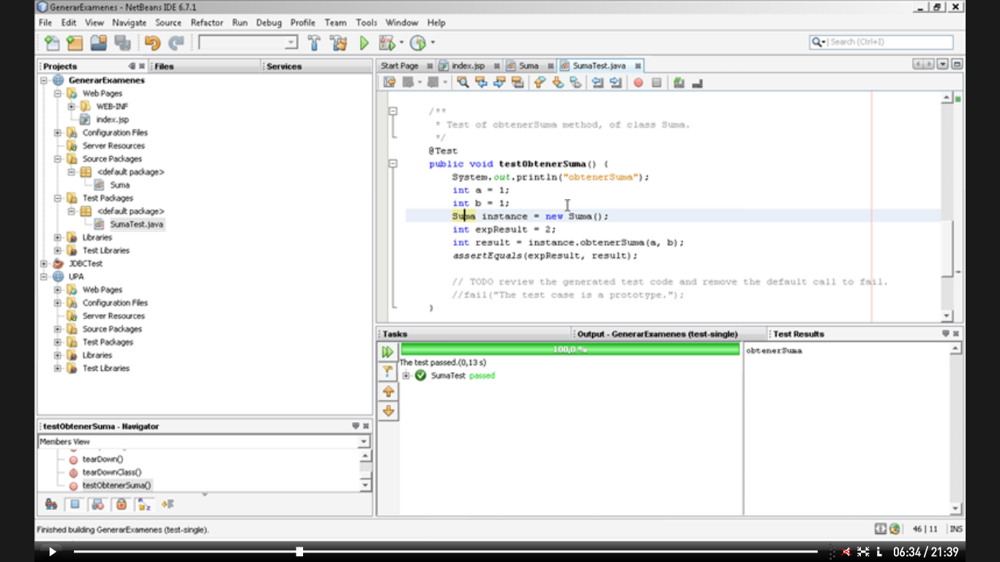 GenerarExamenes - NetBeans IDE 6.7.1
File Edit View Navigate Source Refactor Run Debug Profile Team Tools Window Help
Search (Ctrl+I)
Projects Files Services
GenerarExamenes
Web Pages
WEB-INF
index.jsp
Configuration Files
Server Resources
Source Packages
<default package>
Suma
Test Packages
<default package>
SumaTest.java
Libraries
Test Libraries
JDBCTest
UPA
Web Pages
Configuration Files
Server Resources
Source Packages
Test Packages
Libraries
Test Libraries
testObtenerSuma - Navigator
Members View
tearDown()
tearDownClass()
testObtenerSuma()
Start Page index.jsp Suma SumaTest.java
/**
* Test of obtenerSuma method, of class Suma.
*/
@Test
public void testObtenerSuma() {
System.out.println("obtenerSuma");
int a = 1;
int b = 1;
Suma instance = new Suma();
int expResult = 2;
int result = instance.obtenerSuma(a, b);
assertEquals(expResult, result);
// TODO review the generated test code and remove the default call to fail.
//fail("The test case is a prototype.");
}
Tasks Output - GenerarExamenes (test-single) Test Results
100,0 %
The test passed.(0,13 s)
SumaTest passed
obtenerSuma
Finished building GenerarExamenes (test-single).
46 | 11 INS
06:34 / 21:39